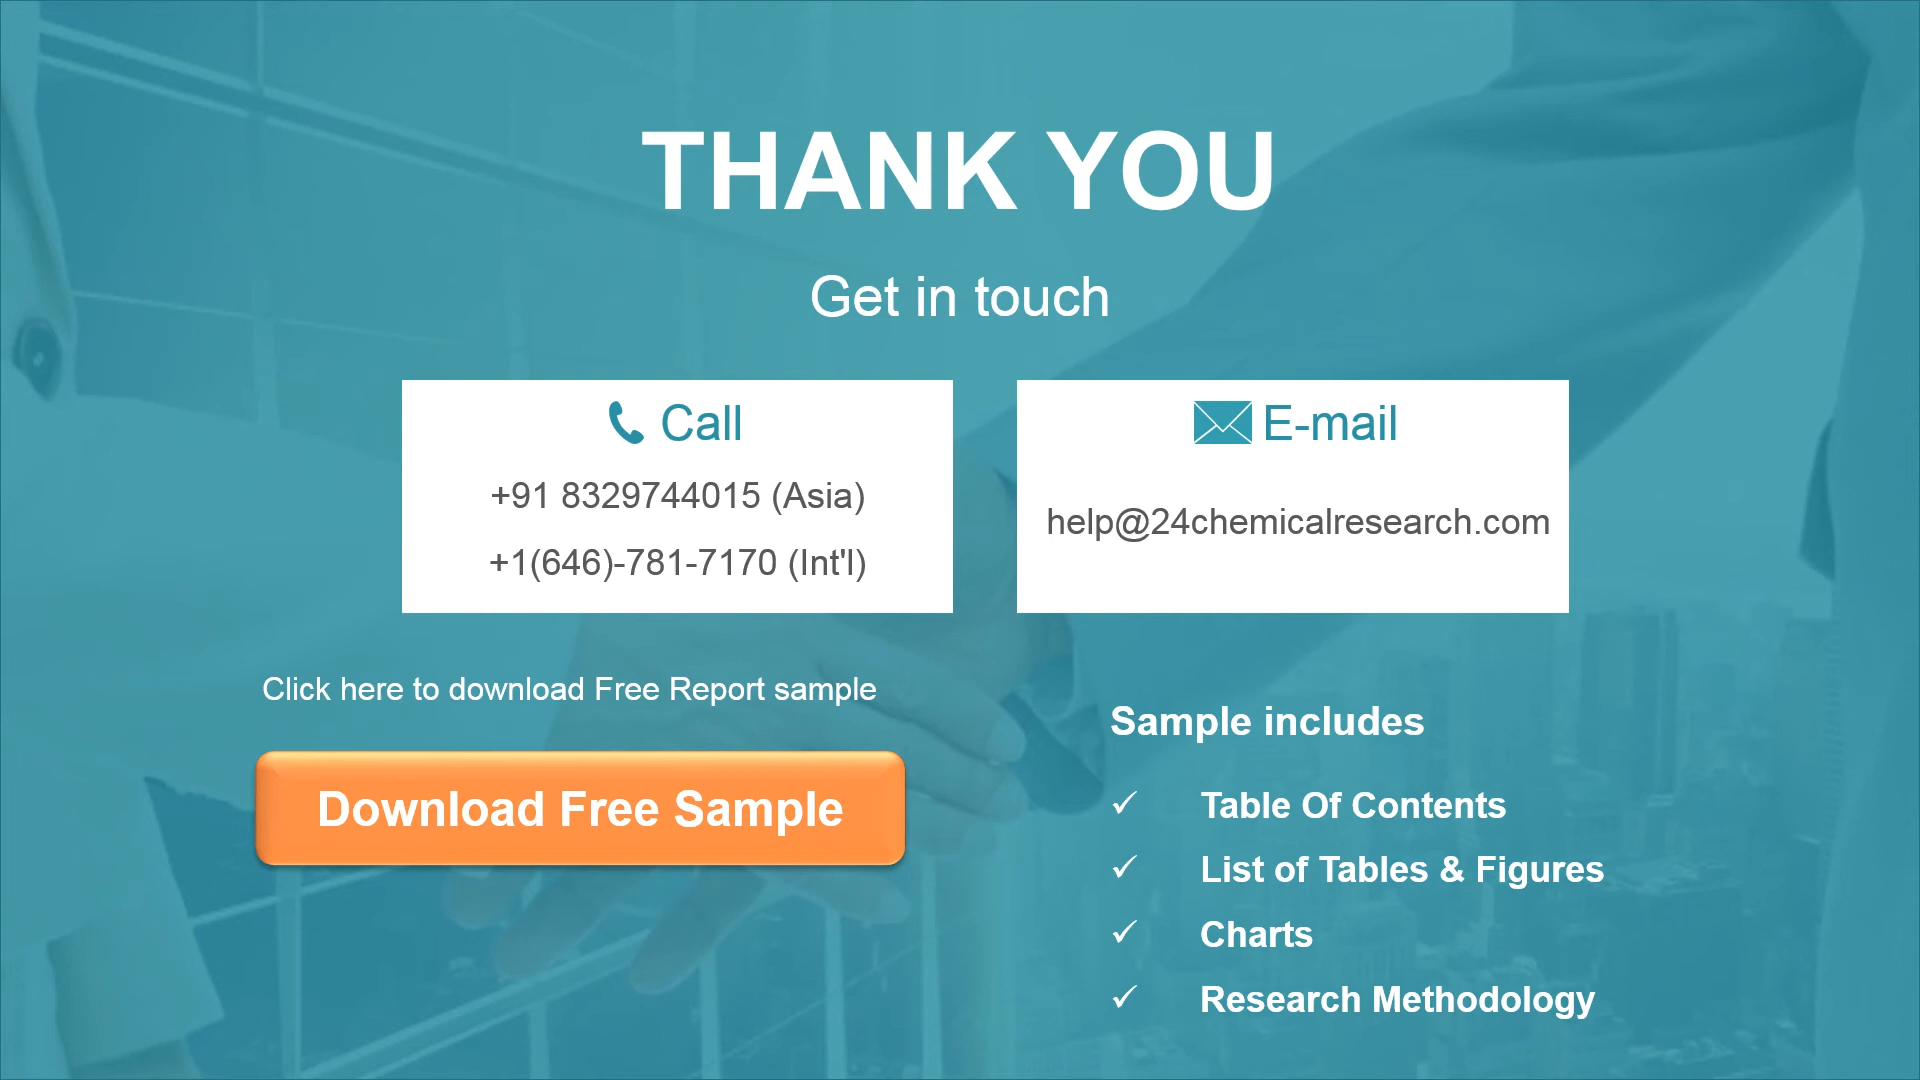 THANK YOU
Get in touch
Call
+91 8329744015 (Asia)
+1(646)-781-7170 (Int'l)
E-mail
help@24chemicalresearch.com
Click here to download Free Report sample
Download Free Sample
Sample includes
✓ Table Of Contents
✓ List of Tables & Figures
✓ Charts
✓ Research Methodology